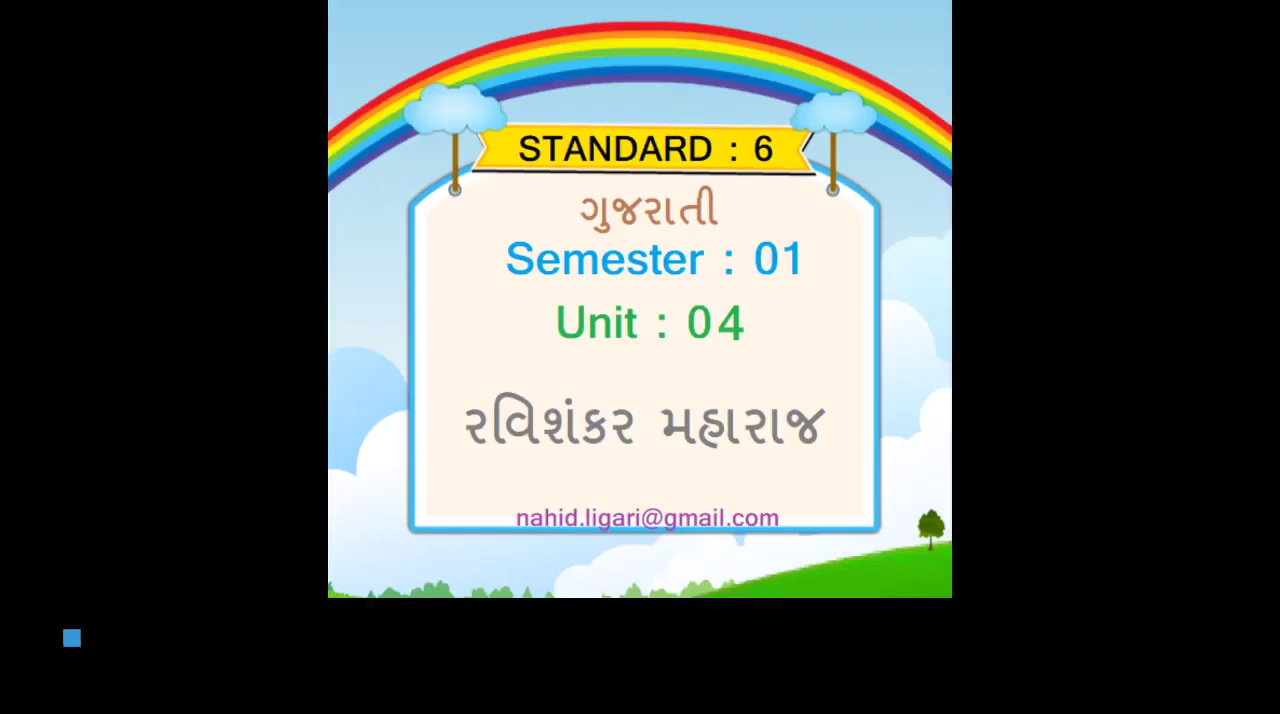 STANDARD : 6
ગુજરાતી
Semester : 01
Unit : 04
રવિશંકર મહારાજ
nahid.ligari@gmail.com